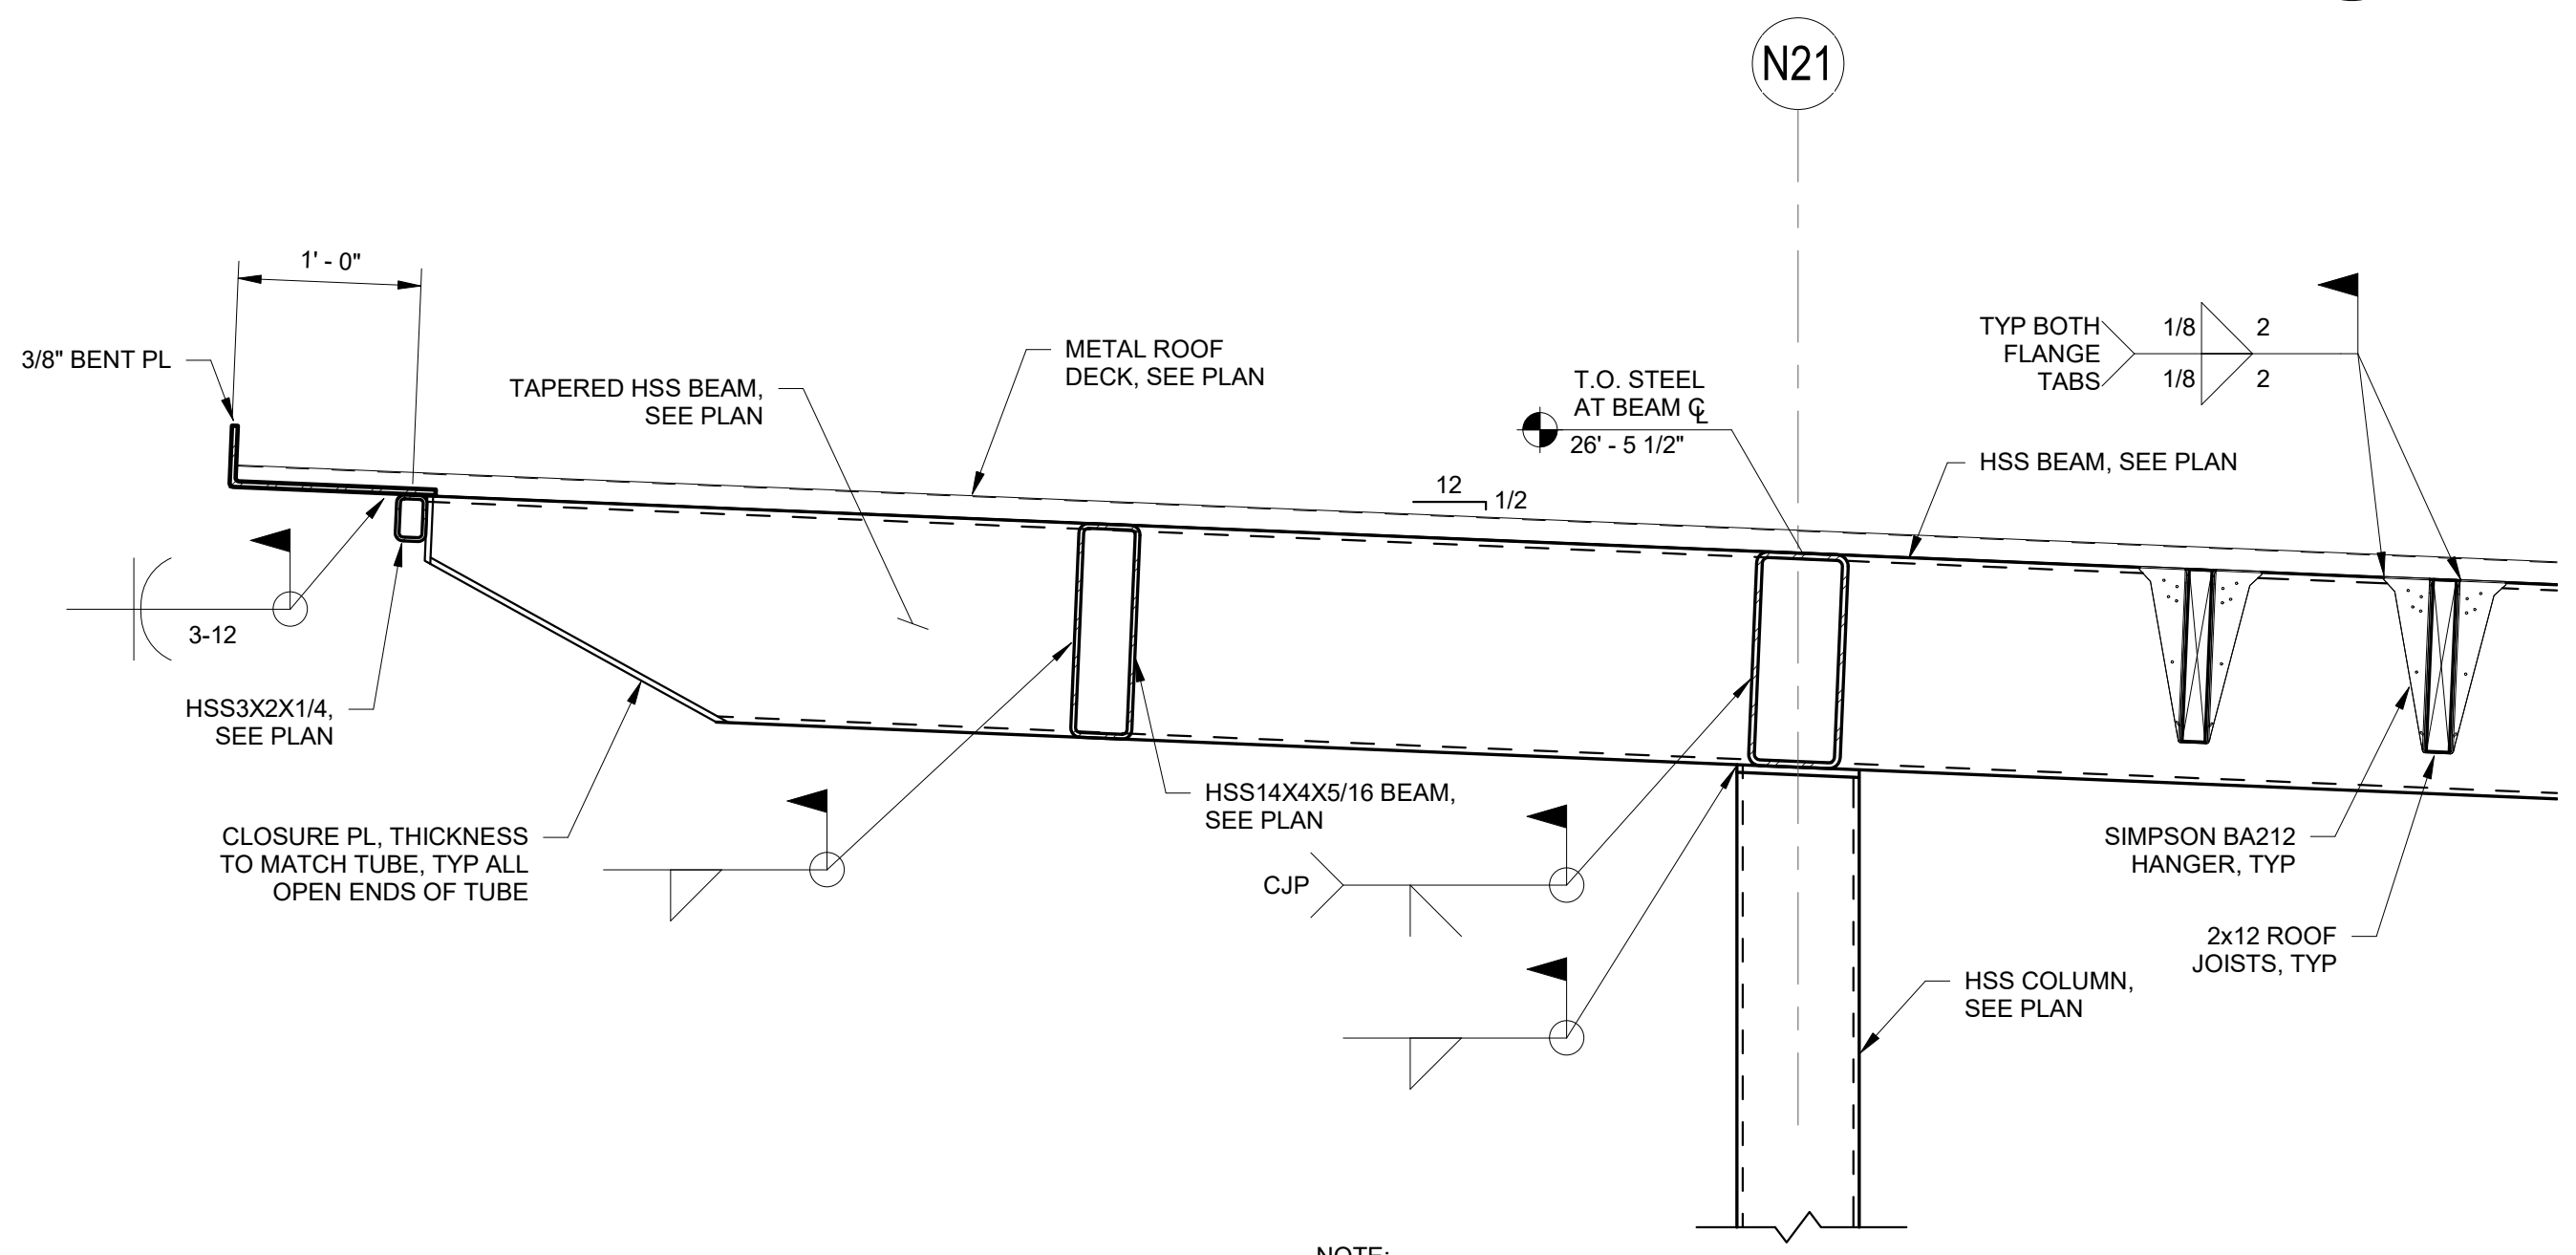 N21
1' - 0"
3/8" BENT PL
TAPERED HSS BEAM,
SEE PLAN
METAL ROOF
DECK, SEE PLAN
T.O. STEEL
AT BEAM ℄
26' - 5 1/2"
12
1/2
TYP BOTH
FLANGE
TABS
1/8
2
1/8
2
HSS BEAM, SEE PLAN
3-12
HSS3X2X1/4,
SEE PLAN
CLOSURE PL, THICKNESS
TO MATCH TUBE, TYP ALL
OPEN ENDS OF TUBE
HSS14X4X5/16 BEAM,
SEE PLAN
CJP
SIMPSON BA212
HANGER, TYP
2x12 ROOF
JOISTS, TYP
HSS COLUMN,
SEE PLAN
NOTE: